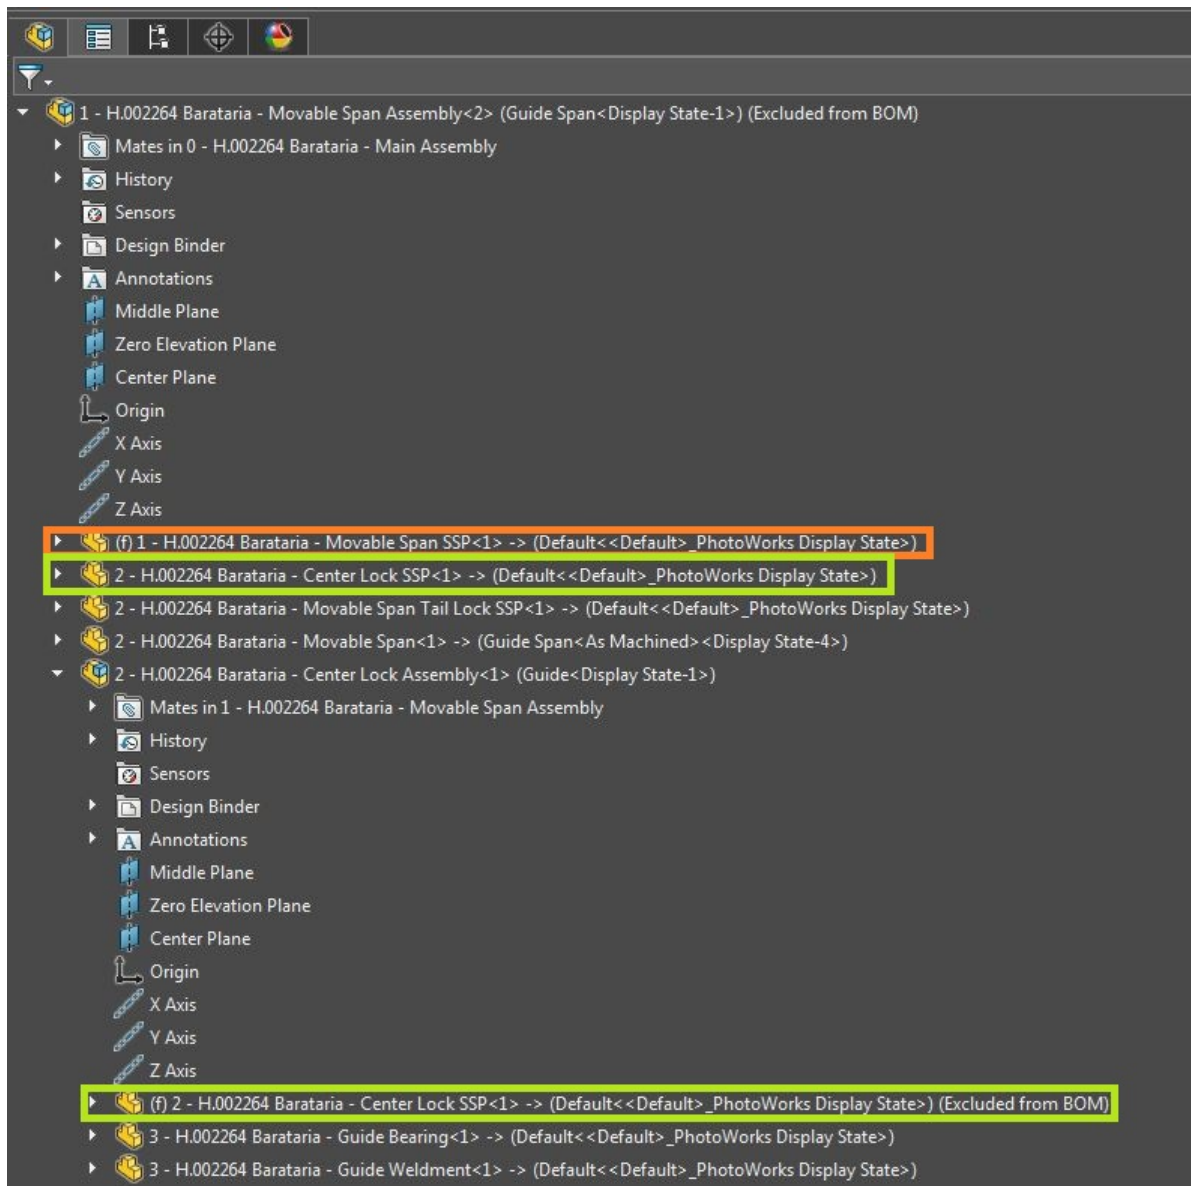 1 - H.002264 Barataria - Movable Span Assembly<2> (Guide Span<Display State-1>) (Excluded from BOM)
Mates in 0 - H.002264 Barataria - Main Assembly
History
Sensors
Design Binder
Annotations
Middle Plane
Zero Elevation Plane
Center Plane
Origin
X Axis
Y Axis
Z Axis
(f) 1 - H.002264 Barataria - Movable Span SSP<1> -> (Default<<Default>_PhotoWorks Display State>)
2 - H.002264 Barataria - Center Lock SSP<1> -> (Default<<Default>_PhotoWorks Display State>)
2 - H.002264 Barataria - Movable Span Tail Lock SSP<1> -> (Default<<Default>_PhotoWorks Display State>)
2 - H.002264 Barataria - Movable Span<1> -> (Guide Span<As Machined><Display State-4>)
2 - H.002264 Barataria - Center Lock Assembly<1> (Guide<Display State-1>)
Mates in 1 - H.002264 Barataria - Movable Span Assembly
History
Sensors
Design Binder
A Annotations
Middle Plane
Zero Elevation Plane
Center Plane
Origin
X Axis
Y Axis
Z Axis
(f) 2 - H.002264 Barataria - Center Lock SSP<1> -> (Default<<Default>_PhotoWorks Display State>) (Excluded from BOM)
3 - H.002264 Barataria - Guide Bearing<1> -> (Default<<Default>_PhotoWorks Display State>)
3 - H.002264 Barataria - Guide Weldment<1> -> (Default<<Default>_PhotoWorks Display State>)